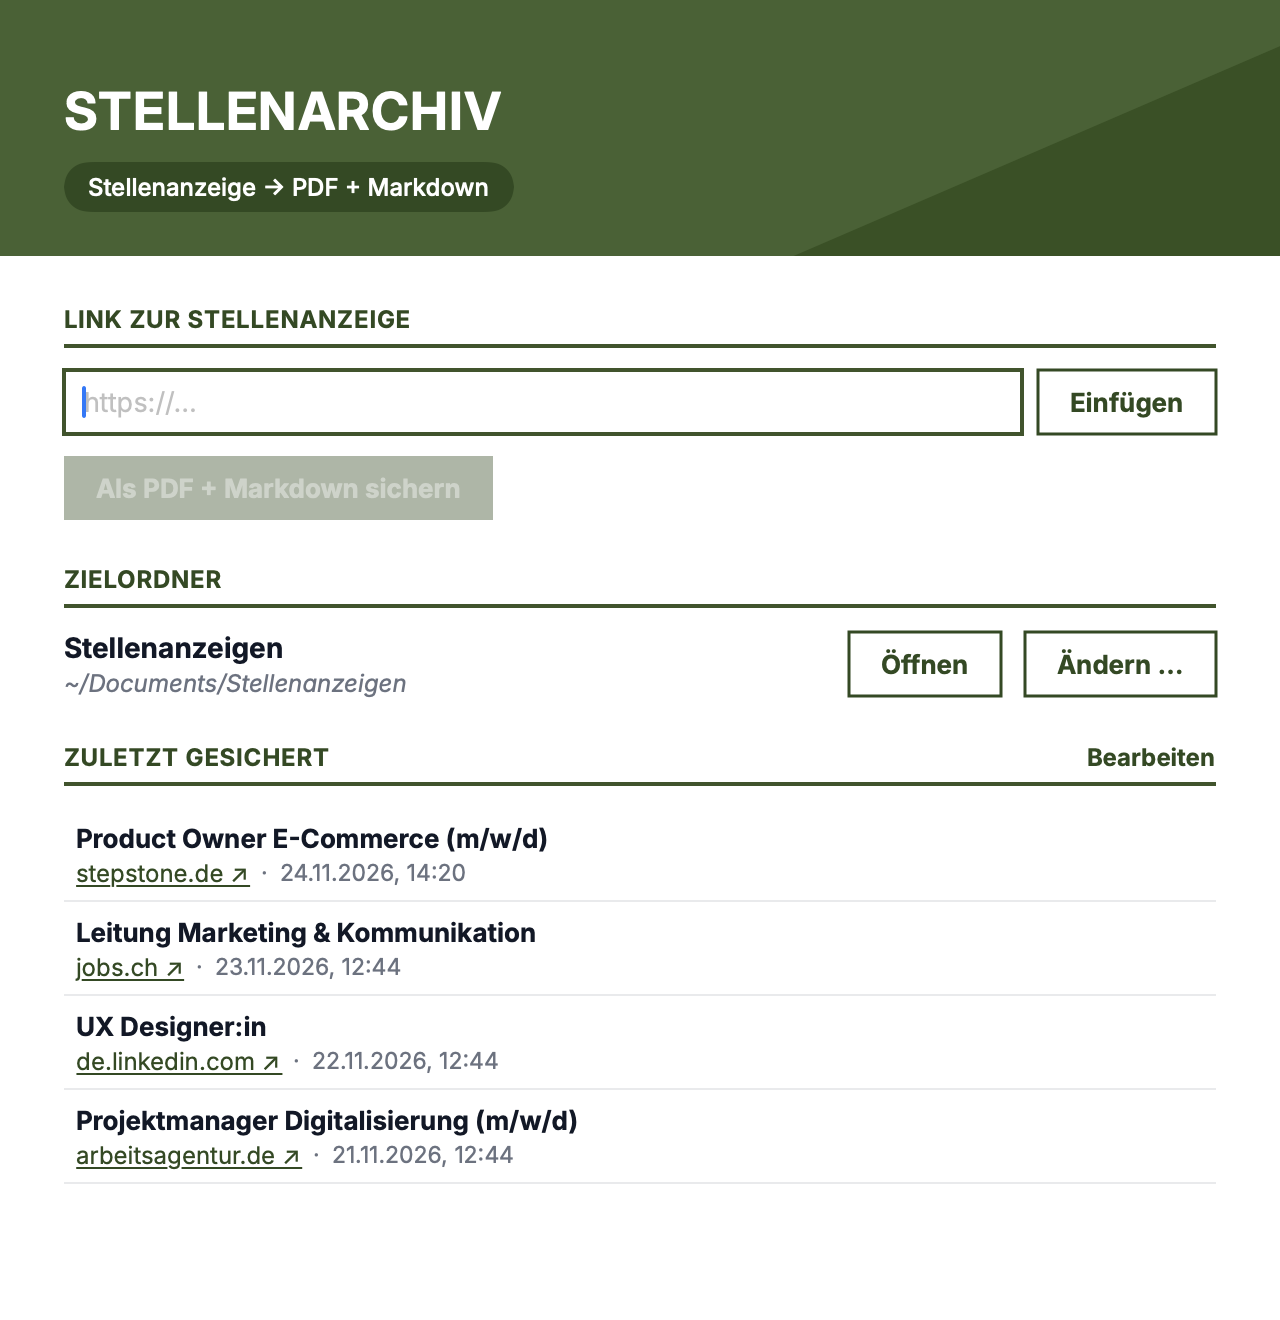 STELLENARCHIV
Stellenanzeige → PDF + Markdown
LINK ZUR STELLENANZEIGE
https://...
Einfügen
Als PDF + Markdown sichern
ZIELORDNER
Stellenanzeigen
~/Documents/Stellenanzeigen
Öffnen
Ändern ...
ZULETZT GESICHERT
Bearbeiten
Product Owner E-Commerce (m/w/d)
stepstone.de ↗ · 24.11.2026, 14:20
Leitung Marketing & Kommunikation
jobs.ch ↗ · 23.11.2026, 12:44
UX Designer:in
de.linkedin.com ↗ · 22.11.2026, 12:44
Projektmanager Digitalisierung (m/w/d)
arbeitsagentur.de ↗ · 21.11.2026, 12:44